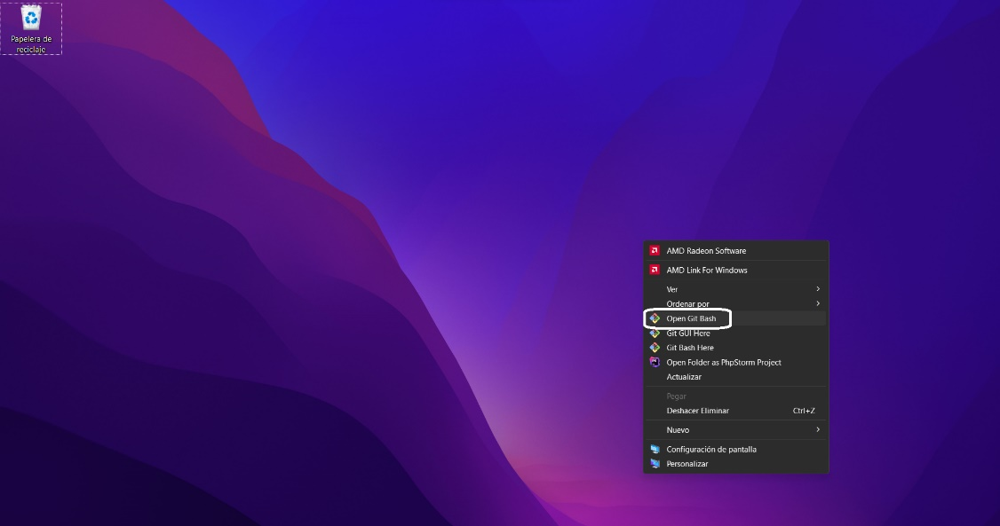 Papelera de
reciclaje
AMD Radeon Software
AMD Link For Windows
Ver
Ordenar por
Open Git Bash
Git GUI Here
Git Bash Here
Open Folder as PhpStorm Project
Actualizar
Pegar
Deshacer Eliminar Ctrl+Z
Nuevo
Configuración de pantalla
Personalizar